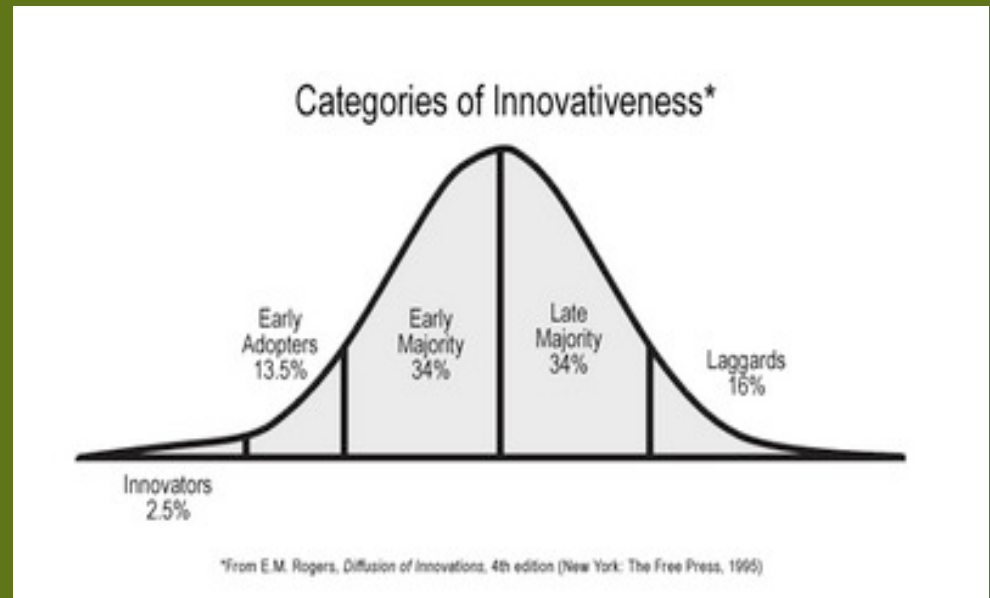 Categories of Innovativeness*
Early
Adopters
13.5%
Early
Majority
34%
Late
Majority
34%
Laggards
16%
Innovators
2.5%
*From E.M. Rogers, Diffusion of Innovations, 4th edition (New York: The Free Press, 1995)